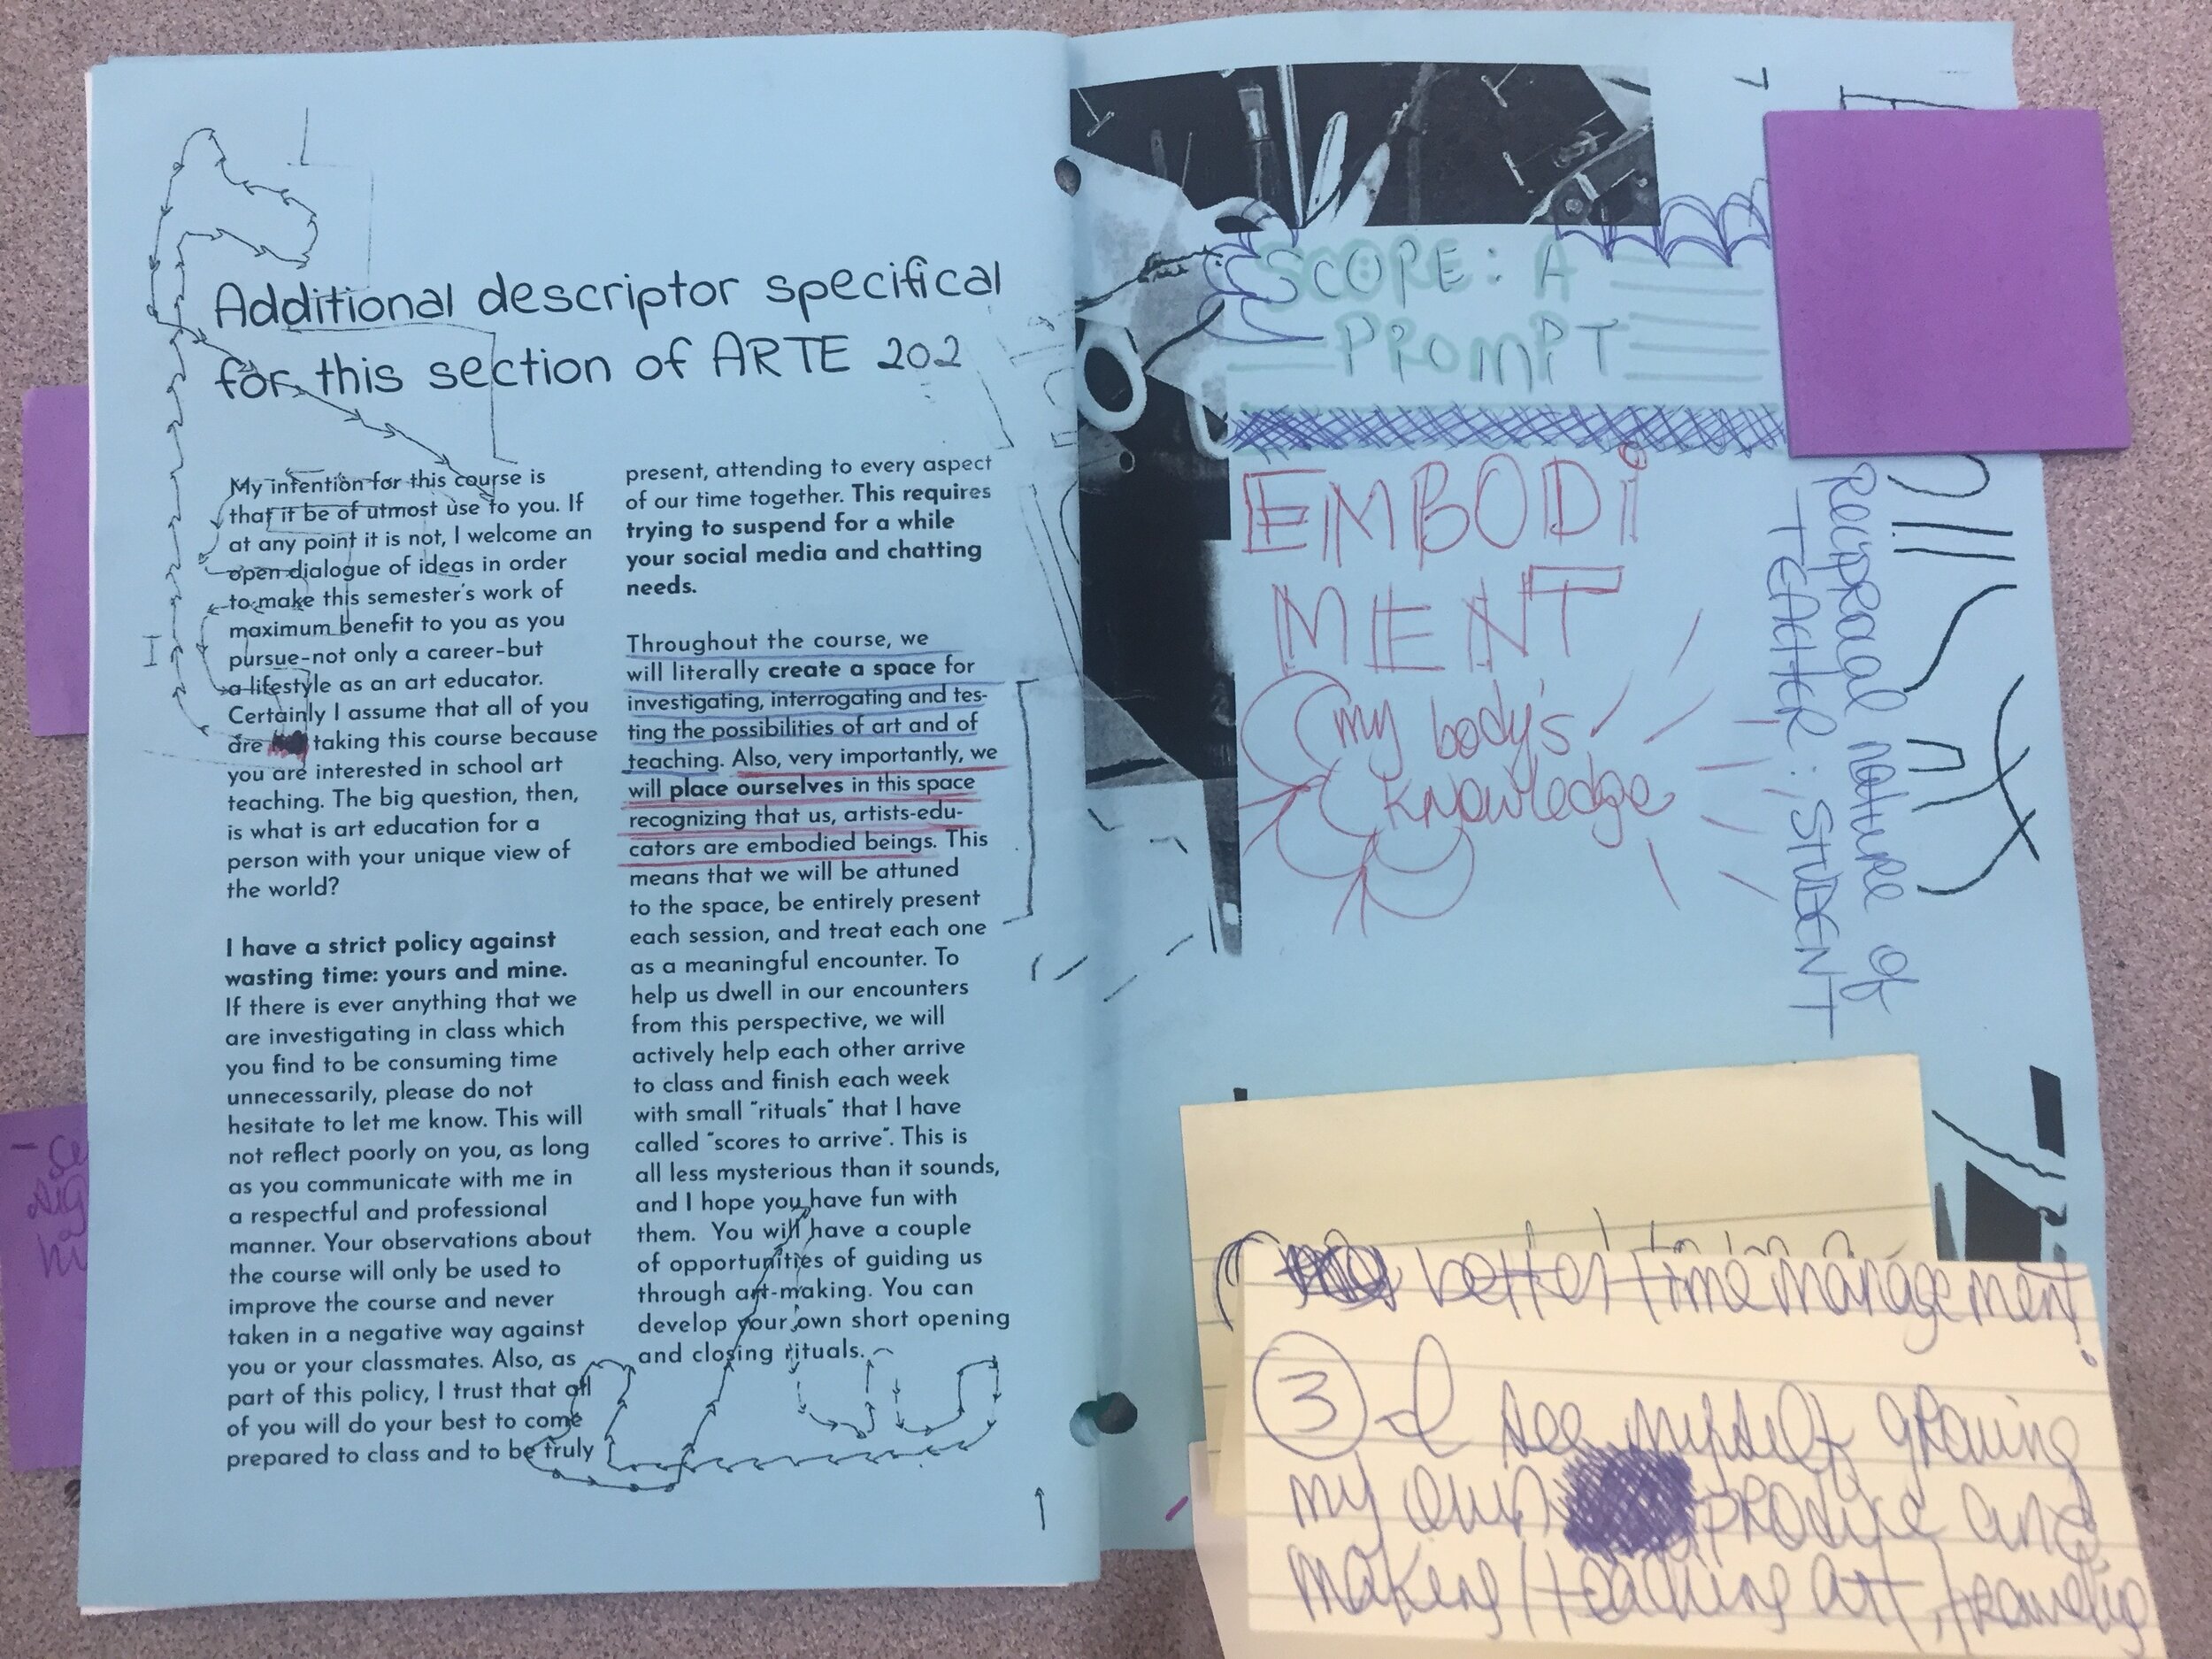 Additional descriptor specifical
for this section of ARTE 202
My intention for this course is
that it be of utmost use to you. If
at any point it is not, I welcome an
open dialogue of ideas in order
to make this semester's work of
maximum benefit to you as you
pursue-not only a career-but
a lifestyle as an art educator.
Certainly I assume that all of you
are taking this course because
you are interested in school art
teaching. The big question, then,
is what is art education for a
person with your unique view of
the world?
I have a strict policy against
wasting time: yours and mine.
If there is ever anything that we
are investigating in class which
you find to be consuming time
unnecessarily, please do not
hesitate to let me know. This will
not reflect poorly on you, as long
as you communicate with me in
a respectful and professional
manner. Your observations about
the course will only be used to
improve the course and never
taken in a negative way against
you or your classmates. Also, as
part of this policy, I trust that all
of you will do your best to come
prepared to class and to be truly
present, attending to every aspect
of our time together. This requires
trying to suspend for a while
your social media and chatting
needs.
Throughout the course, we
will literally create a space for
investigating, interrogating and tes-
ting the possibilities of art and of
teaching. Also, very importantly, we
will place ourselves in this space
recognizing that us, artists-edu-
cators are embodied beings. This
means that we will be attuned
to the space, be entirely present
each session, and treat each one
as a meaningful encounter. To
help us dwell in our encounters
from this perspective, we will
actively help each other arrive
to class and finish each week
with small "rituals" that I have
called "scores to arrive". This is
all less mysterious than it sounds,
and I hope you have fun with
them. You will have a couple
of opportunities of guiding us
through art-making. You can
develop your own short opening
and closing rituals.
SCOPE: A
PROMPT
EMBODI
MENT
my body's
knowledge
Reciprocal nature of
TEACHER : STUDENT
better time management!
3 I see myself growing
my own produce and
making/teaching art, traveling